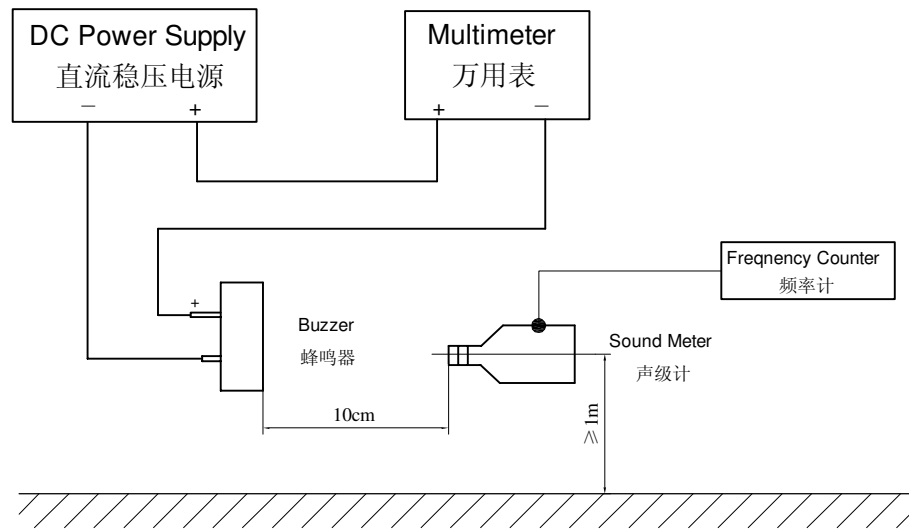 DC Power Supply
直流稳压电源
－ +
Multimeter
万用表
+ －
Freqnency Counter
频率计
+
Buzzer
蜂鸣器
Sound Meter
声级计
10cm
≥1m